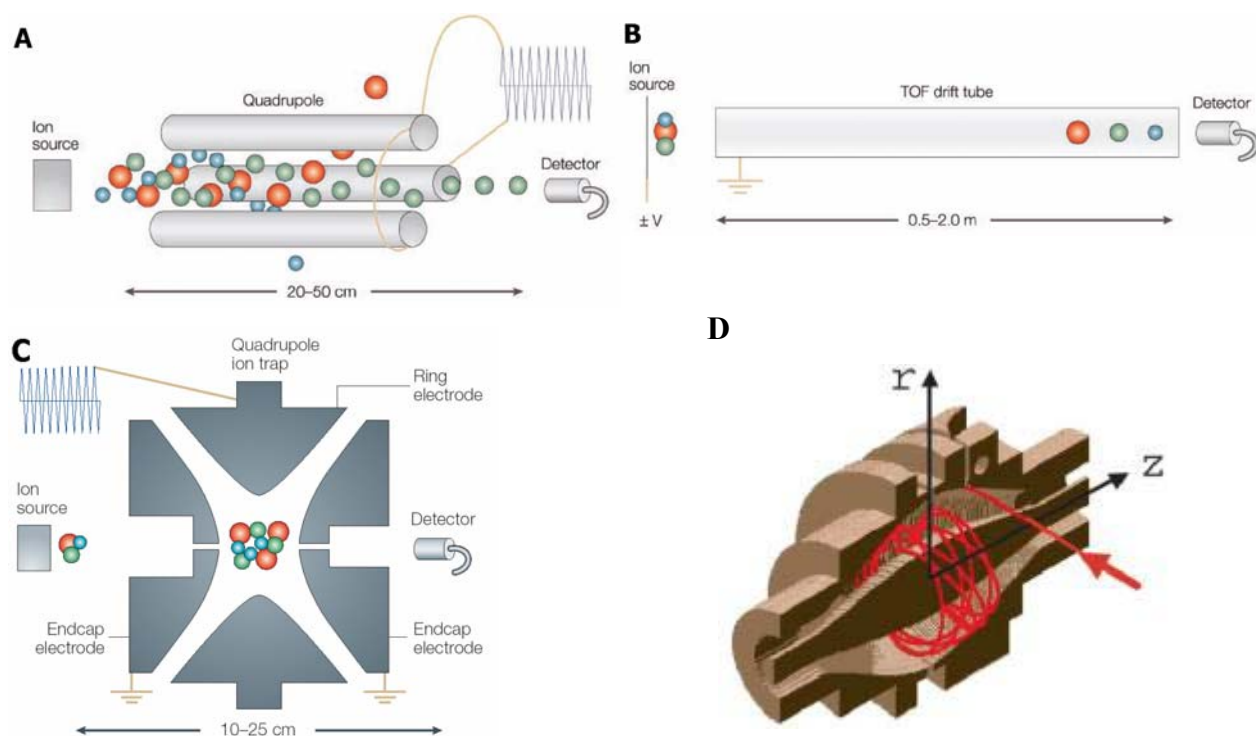 A
Quadrupole
Ion
source
Detector
20–50 cm
B
Ion
source
TOF drift tube
Detector
± V
0.5–2.0 m
C
Quadrupole
ion trap
Ring
electrode
Ion
source
Detector
Endcap
electrode
Endcap
electrode
10–25 cm
D
r
z